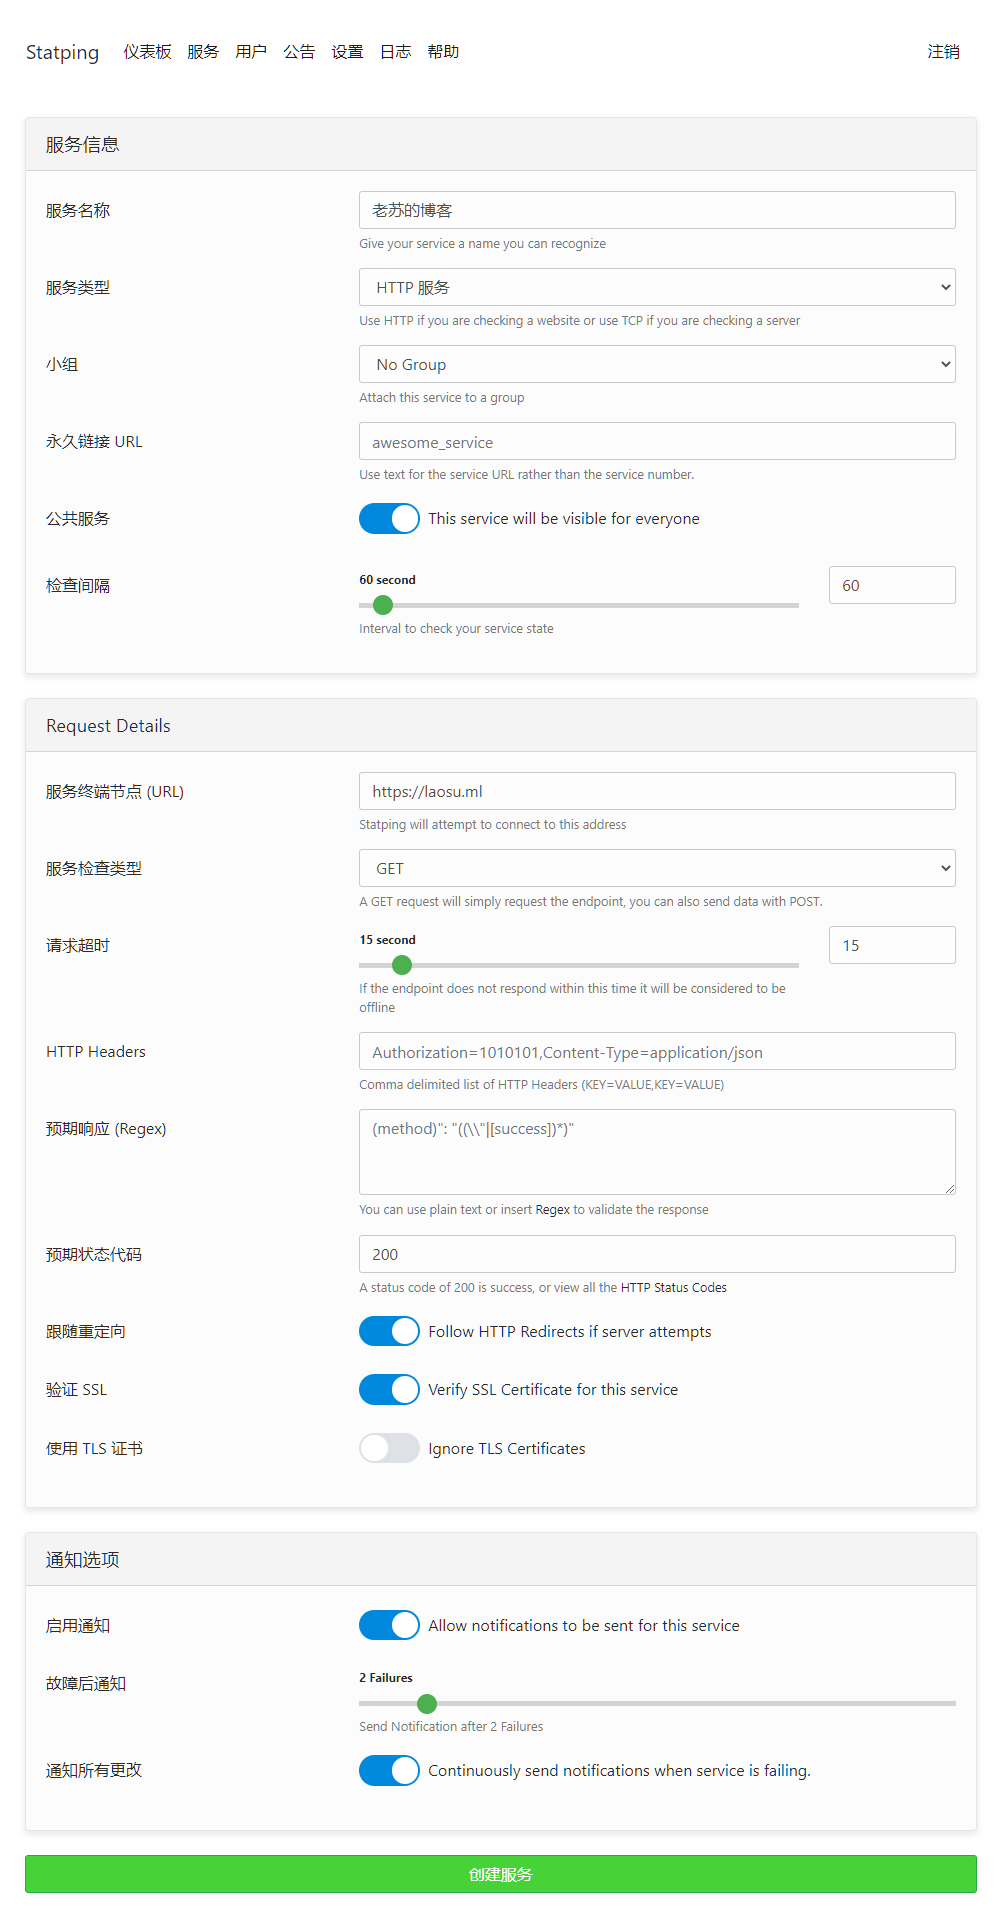 Statping 仪表板 服务 用户 公告 设置 日志 帮助 注销
服务信息
服务名称 老苏的博客
Give your service a name you can recognize
服务类型 HTTP 服务
Use HTTP if you are checking a website or use TCP if you are checking a server
小组 No Group
Attach this service to a group
永久链接 URL awesome_service
Use text for the service URL rather than the service number.
公共服务 This service will be visible for everyone
检查间隔 60 second 60
Interval to check your service state
Request Details
服务终端节点 (URL) https://laosu.ml
Statping will attempt to connect to this address
服务检查类型 GET
A GET request will simply request the endpoint, you can also send data with POST.
请求超时 15 second 15
If the endpoint does not respond within this time it will be considered to be
offline
HTTP Headers Authorization=1010101,Content-Type=application/json
Comma delimited list of HTTP Headers (KEY=VALUE,KEY=VALUE)
预期响应 (Regex) (method)": "((\\"|[success])*)"
You can use plain text or insert Regex to validate the response
预期状态代码 200
A status code of 200 is success, or view all the HTTP Status Codes
跟随重定向 Follow HTTP Redirects if server attempts
验证 SSL Verify SSL Certificate for this service
使用 TLS 证书 Ignore TLS Certificates
通知选项
启用通知 Allow notifications to be sent for this service
故障后通知 2 Failures
Send Notification after 2 Failures
通知所有更改 Continuously send notifications when service is failing.
创建服务